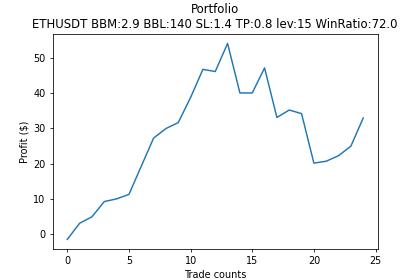 Portfolio
ETHUSDT BBM:2.9 BBL:140 SL:1.4 TP:0.8 lev:15 WinRatio:72.0
Profit ($)
50
40
30
20
10
0
0 5 10 15 20 25
Trade counts